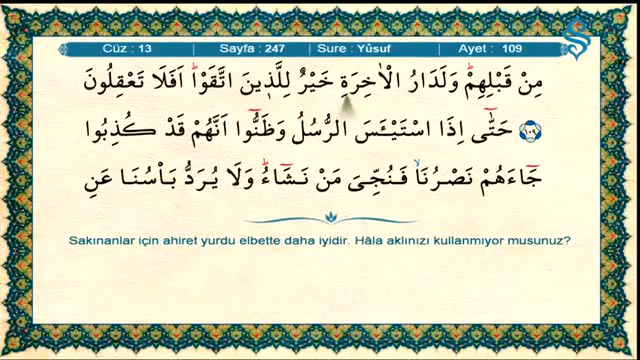 Cüz : 13 Sayfa : 247 Sure : Yûsuf Ayet : 109
مِنْ قَبْلِهِمْۜ وَلَدَارُ الْاٰخِرَةِ خَيْرٌ لِلَّذ۪ينَ اتَّقَوْاۜ اَفَلَا تَعْقِلُونَ
﴿١٠٩﴾ حَتّٰٓى اِذَا اسْتَيْـَٔسَ الرُّسُلُ وَظَنُّٓوا اَنَّهُمْ قَدْ كُذِبُوا
جَٓاءَهُمْ نَصْرُنَاۙ فَنُجِّىَ مَنْ نَشَٓاءُۜ وَلَا يُرَدُّ بَأْسُنَا عَنِ
Sakınanlar için ahiret yurdu elbette daha iyidir. Hâla aklınızı kullanmıyor musunuz?